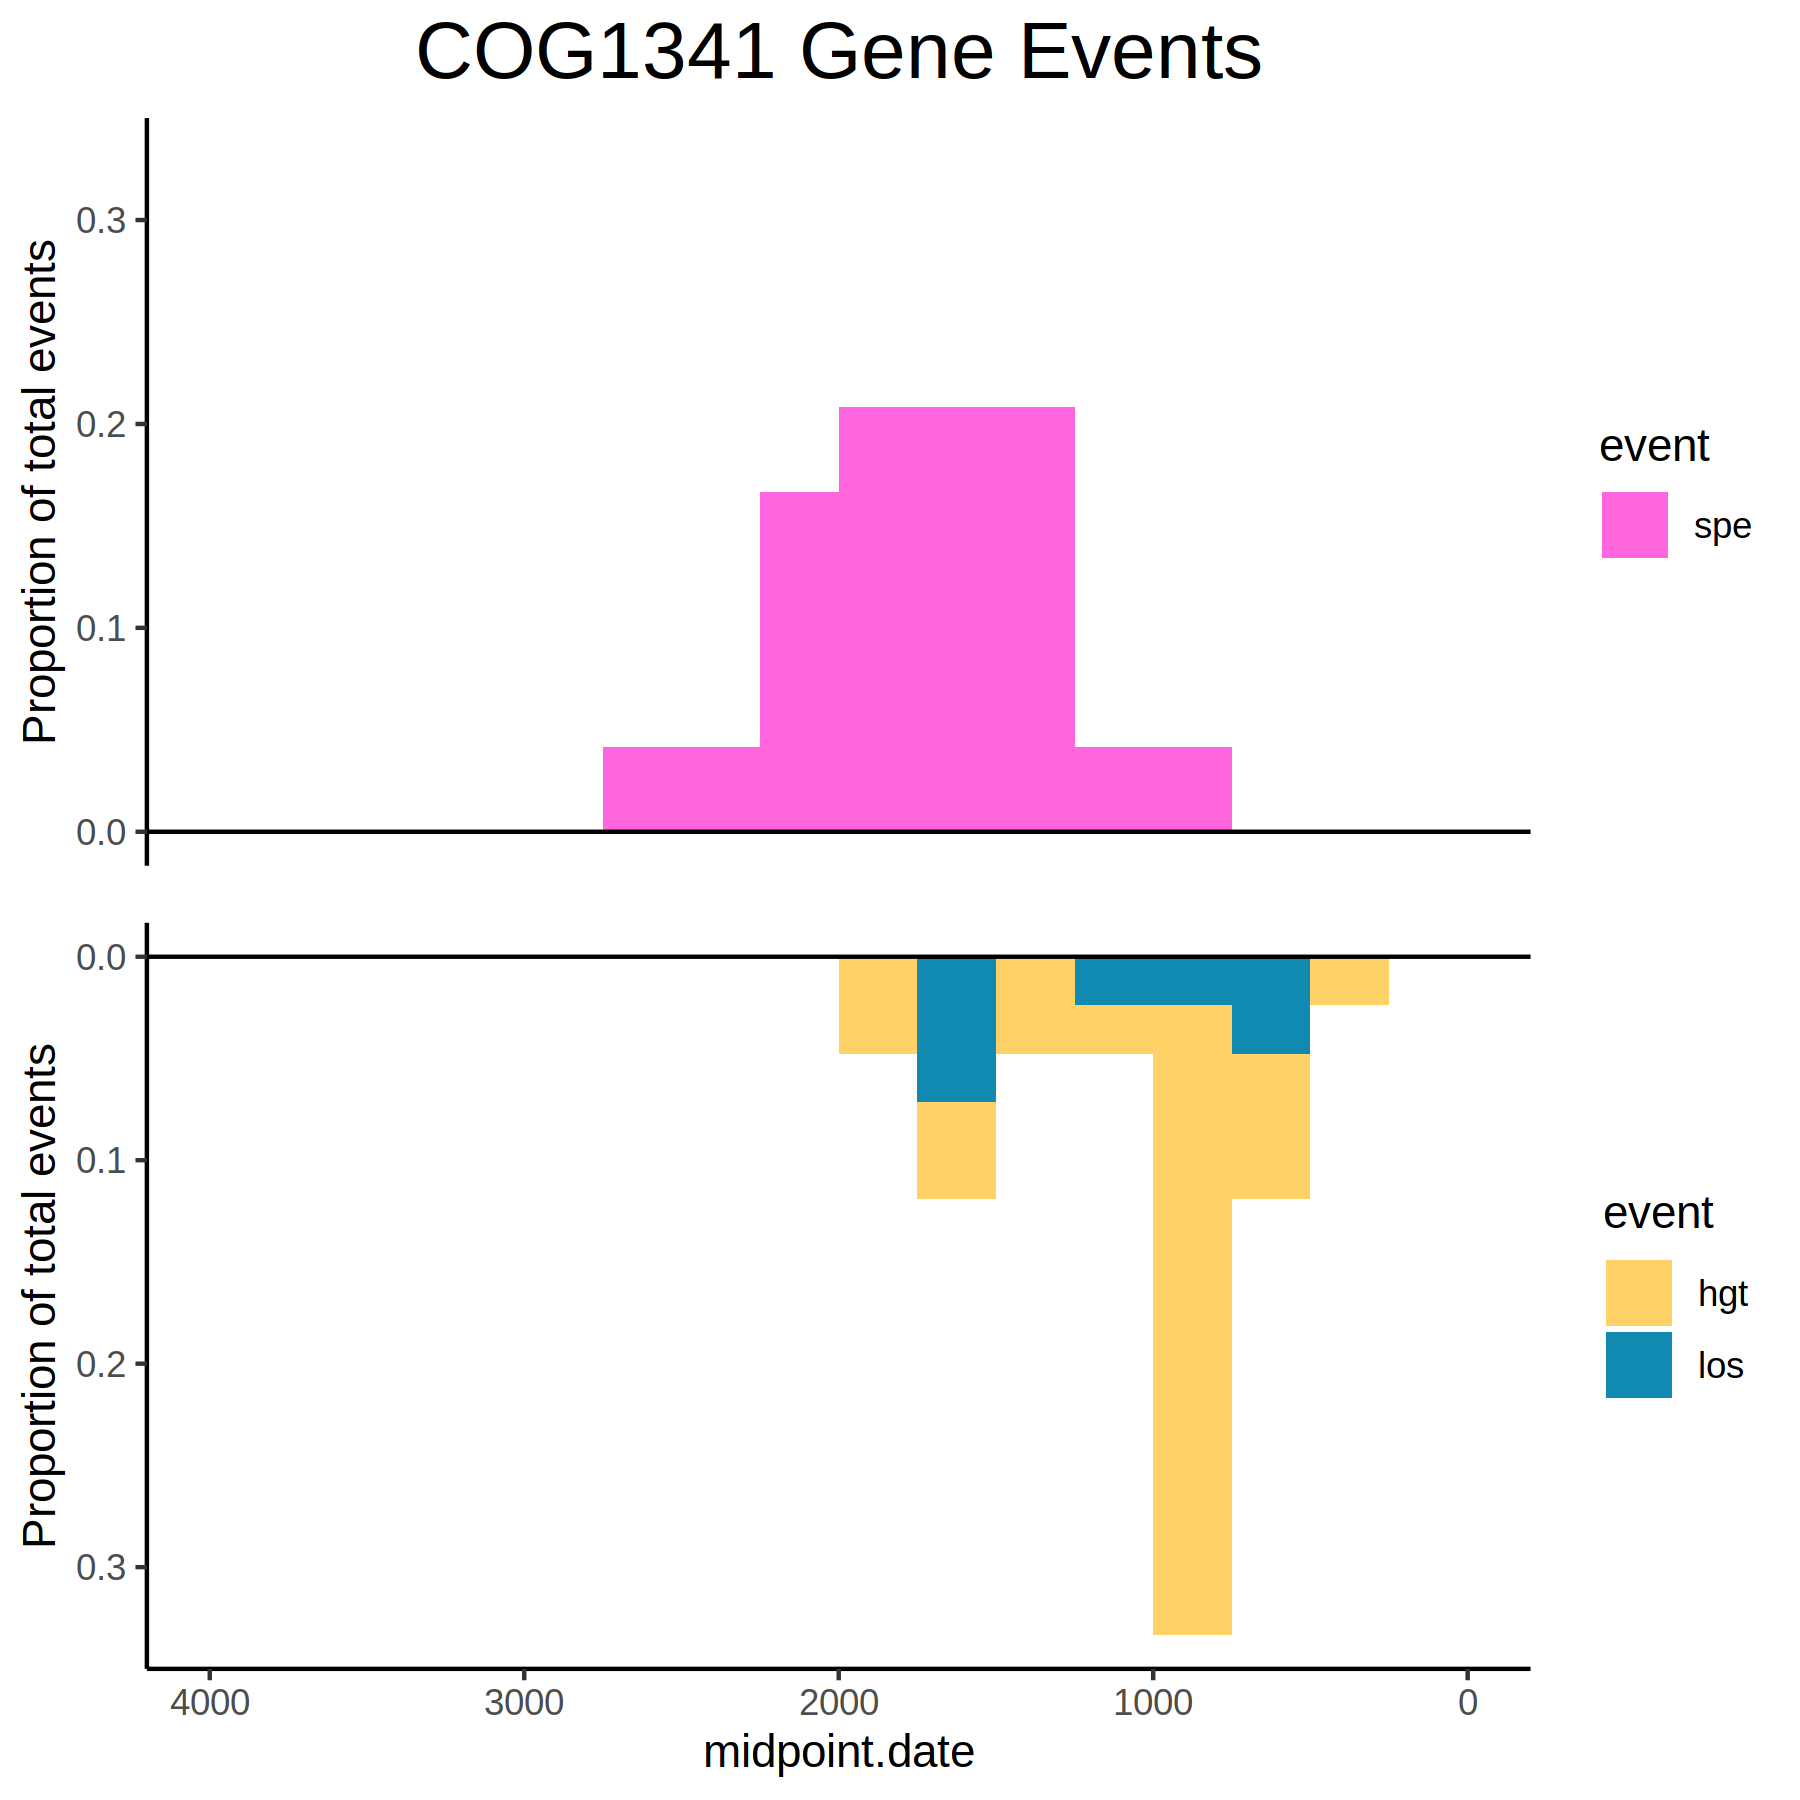 COG1341 Gene Events
Proportion of total events
0.3
0.2
0.1
0.0
event
spe
Proportion of total events
0.0
0.1
0.2
0.3
event
hgt
los
4000 3000 2000 1000 0
midpoint.date